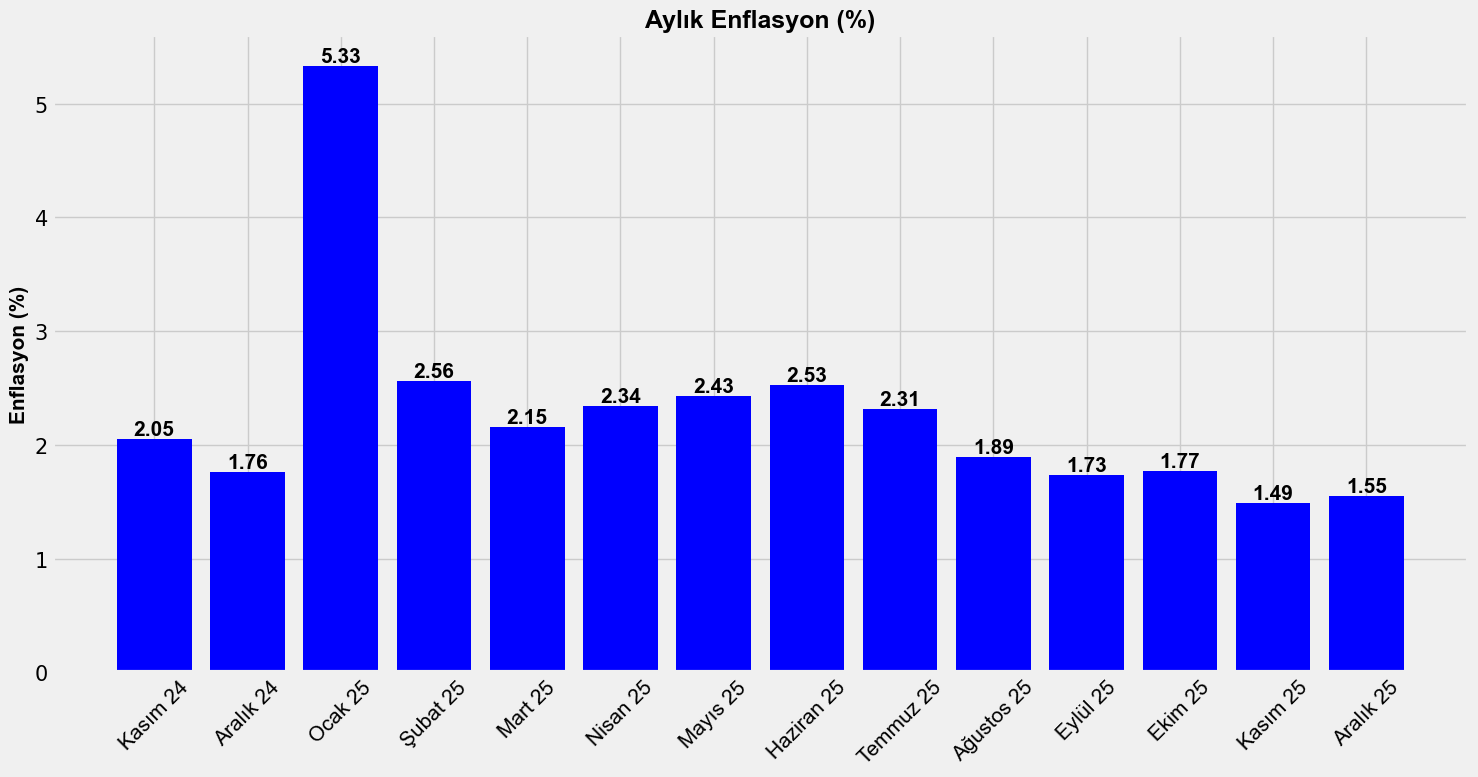 Aylık Enflasyon (%)
Enflasyon (%)
5
4
3
2
1
0
2.05
1.76
5.33
2.56
2.15
2.34
2.43
2.53
2.31
1.89
1.73
1.77
1.49
1.55
Kasım 24
Aralık 24
Ocak 25
Şubat 25
Mart 25
Nisan 25
Mayıs 25
Haziran 25
Temmuz 25
Ağustos 25
Eylül 25
Ekim 25
Kasım 25
Aralık 25